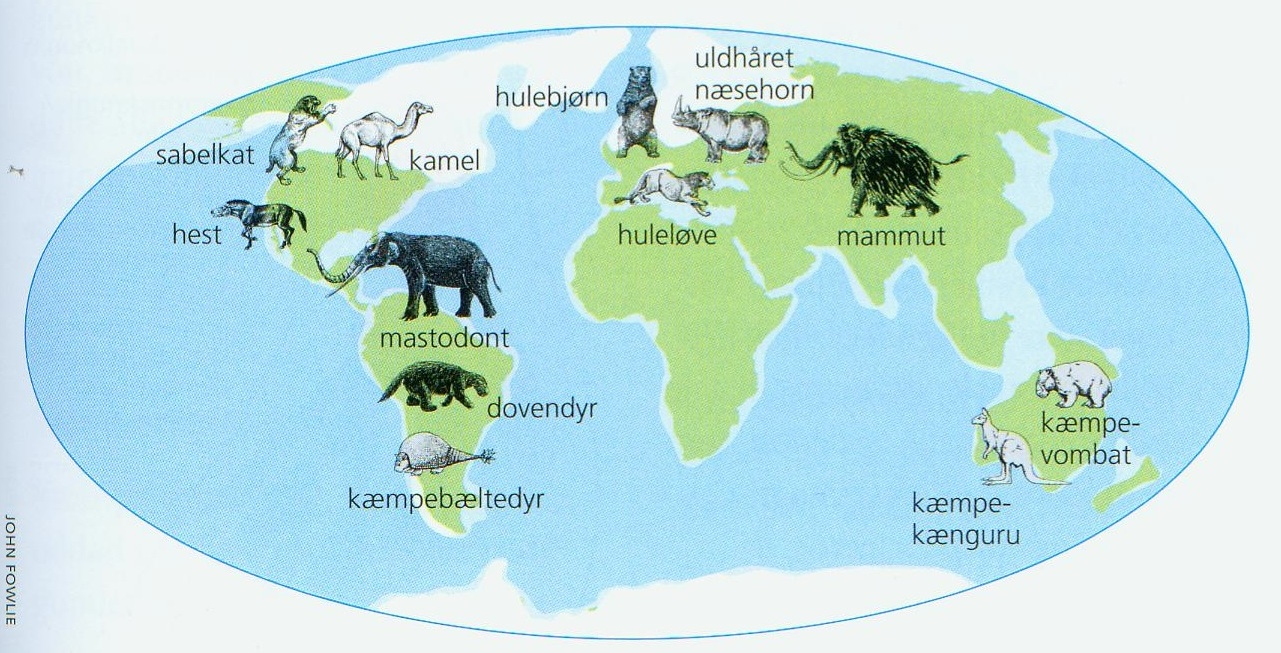 uldhåret
næsehorn
hulebjørn
sabelkat
kamel
hest
huleløve
mammut
mastodont
dovendyr
kæmpe-
vombat
kæmpebæltedyr
kæmpe-
kænguru
JOHN FOWLIE